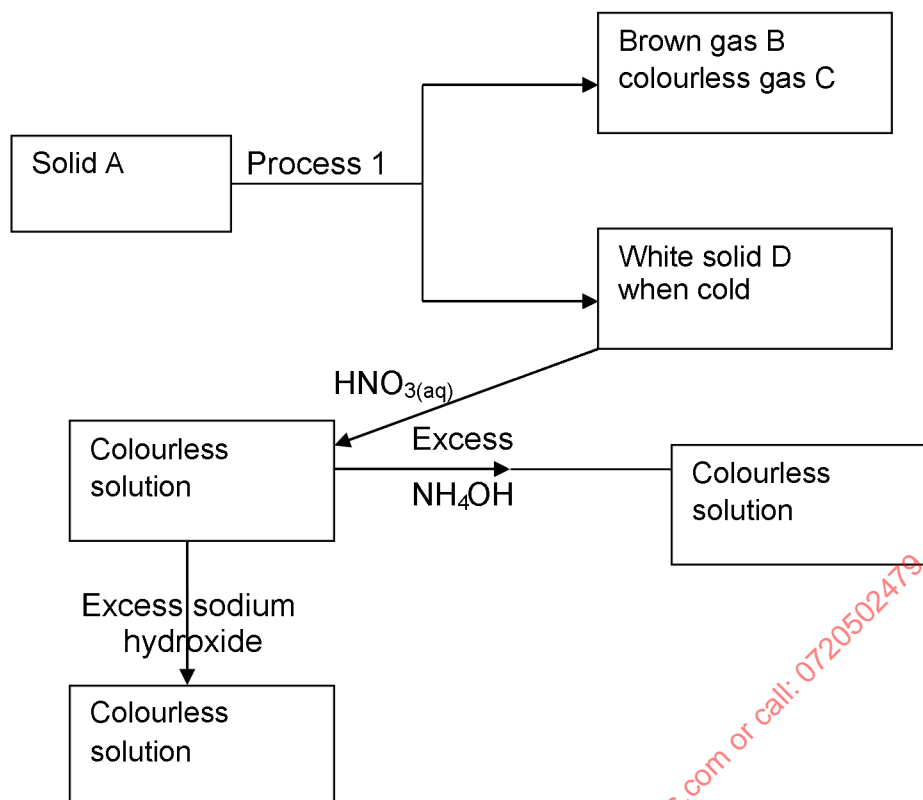 Brown gas B
colourless gas C
Solid A
Process 1
White solid D
when cold
HNO₃(aq)
Excess
NH₄OH
Colourless
solution
Colourless
solution
Excess sodium
hydroxide
Colourless
solution
s.com or call: 0720502479